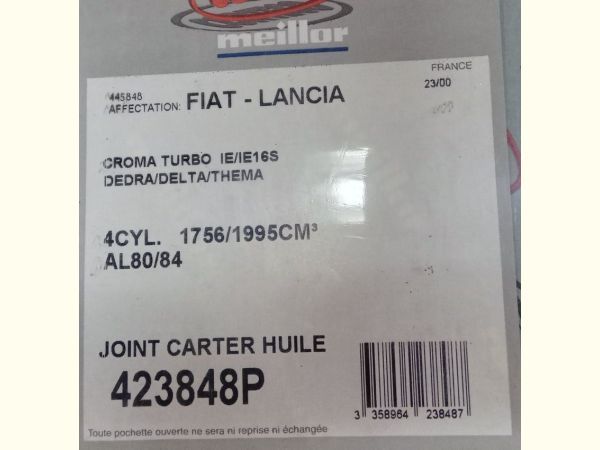 meillor
FRANCE
23/00
445848
AFFECTATION: FIAT - LANCIA
CROMA TURBO IE/IE16S
DEDRA/DELTA/THEMA
4CYL. 1756/1995CM³
AL80/84
JOINT CARTER HUILE
423848P
3 358964 238487
Toute pochette ouverte ne sera ni reprise ni échangée